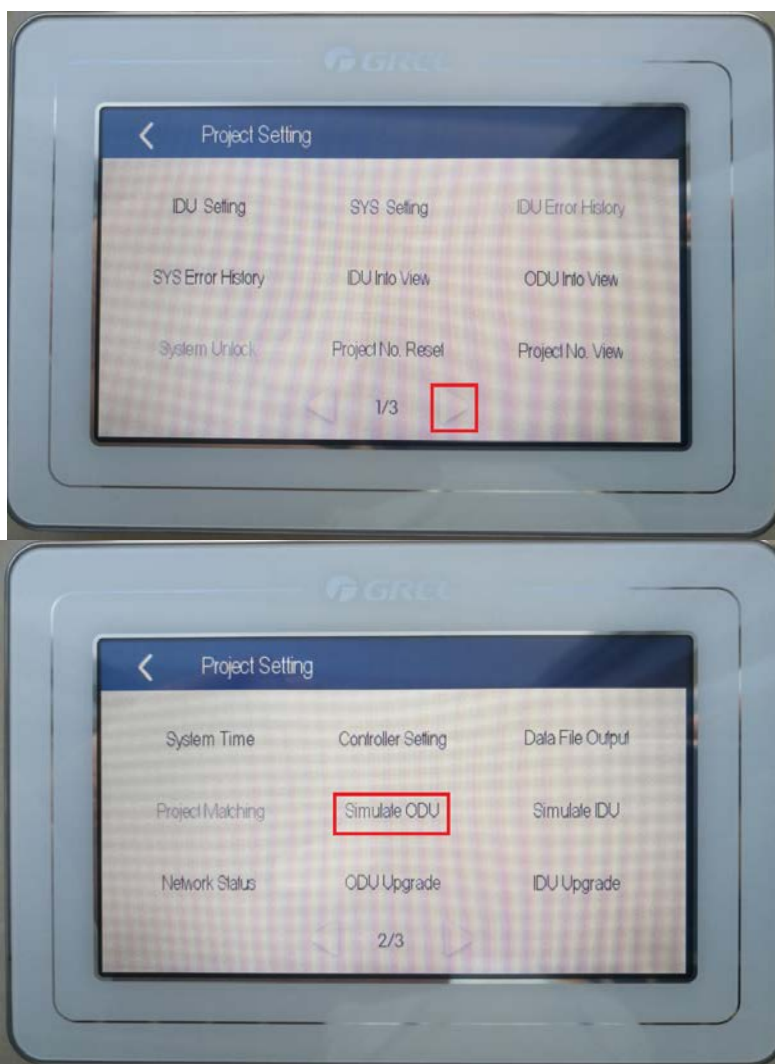 GREE
Project Setting
IDU Setting SYS Setting IDU Error History
SYS Error History IDU Info View ODU Info View
System Unlock Project No. Reset Project No. View
1/3
GREE
Project Setting
System Time Controller Setting Data File Output
Project Matching Simulate ODU Simulate IDU
Network Status ODU Upgrade IDU Upgrade
2/3